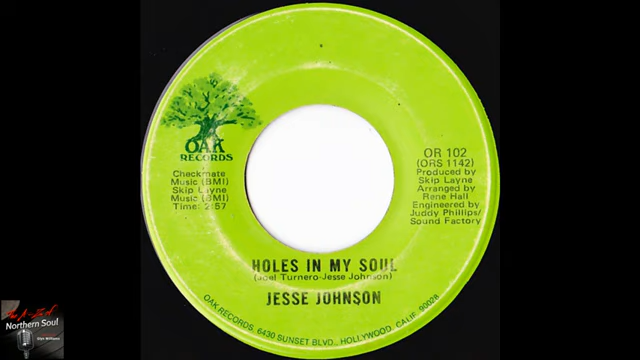 OAK
RECORDS
Checkmate
Music (BMI)
Skip Layne
Music (BMI)
Time: 2:57
OR 102
(ORS 1142)
Produced by
Skip Layne
Arranged by
Rene Hall
Engineered by
Juddy Phillips/
Sound Factory
HOLES IN MY SOUL
(Joel Turnero-Jesse Johnson)
JESSE JOHNSON
OAK RECORDS 6430 SUNSET BLVD., HOLLYWOOD, CALIF. 90028
Northern Soul
Glyn Williams